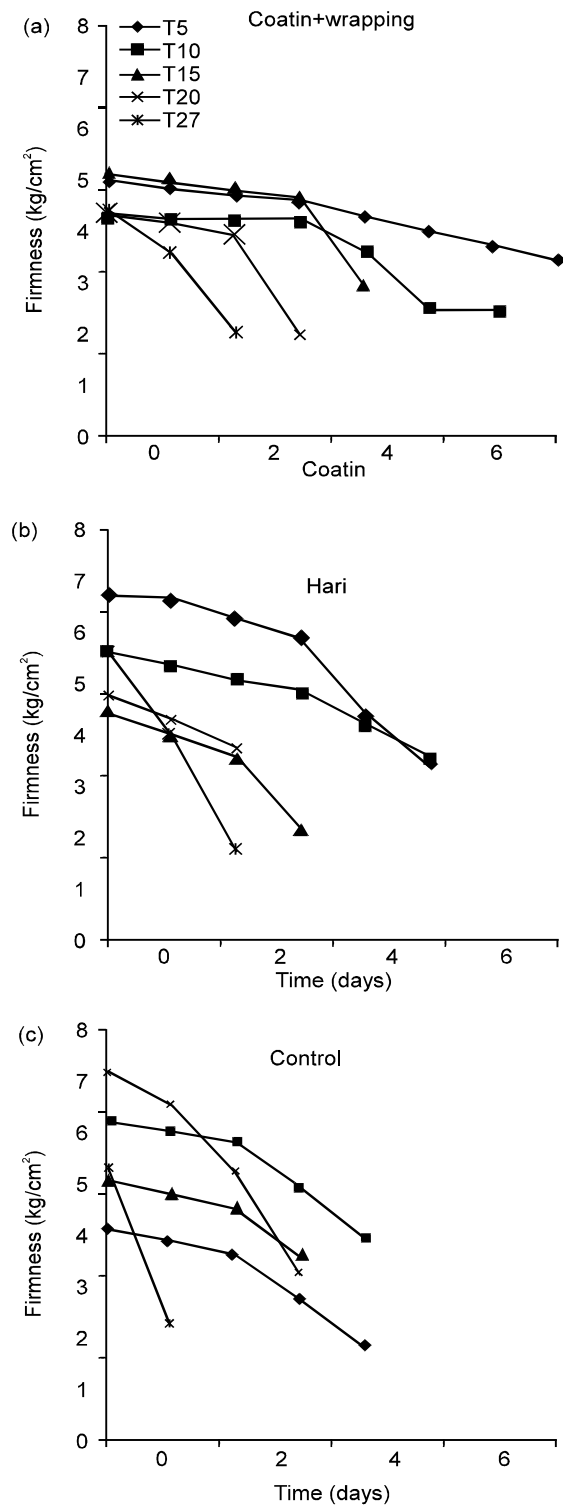 (a) Coatin+wrapping
T5
T10
T15
T20
T27
Firmness (kg/cm²)
8
7
6
5
4
3
2
1
0
0 2 4 6
Coatin
(b)
Hari
Firmness (kg/cm²)
8
7
6
5
4
3
2
1
0
0 2 4 6
Time (days)
(c)
Control
Firmness (kg/cm²)
8
7
6
5
4
3
2
1
0
0 2 4 6
Time (days)